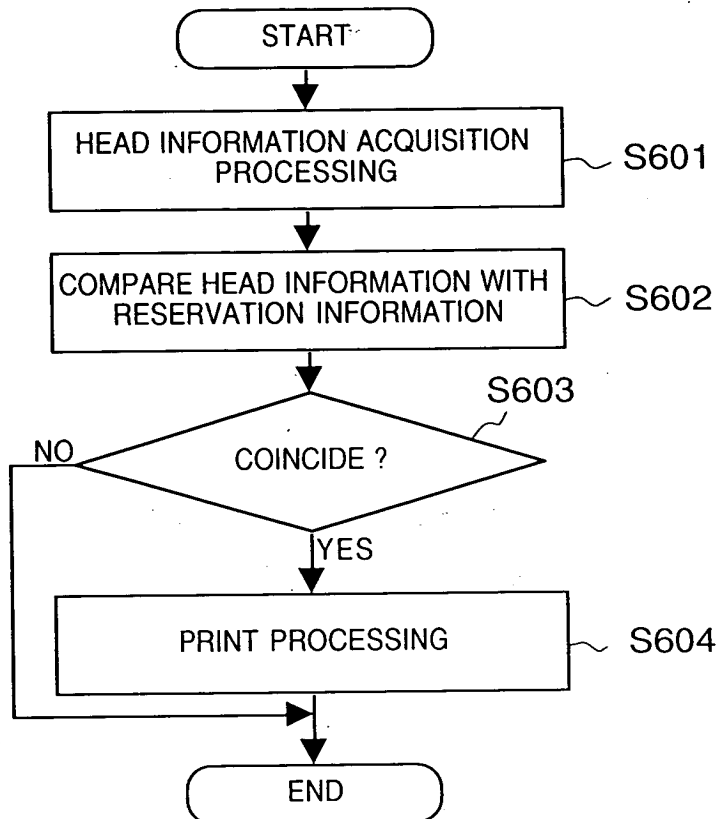 START
HEAD INFORMATION ACQUISITION
PROCESSING
S601
COMPARE HEAD INFORMATION WITH
RESERVATION INFORMATION
S602
S603
NO
COINCIDE ?
YES
PRINT PROCESSING
S604
END